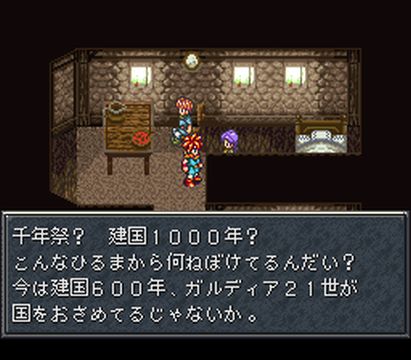 千年祭?　建国1000年?
こんなひるまから何ねぼけてるんだい?
今は建国600年、ガルディア21世が
国をおさめてるじゃないか。